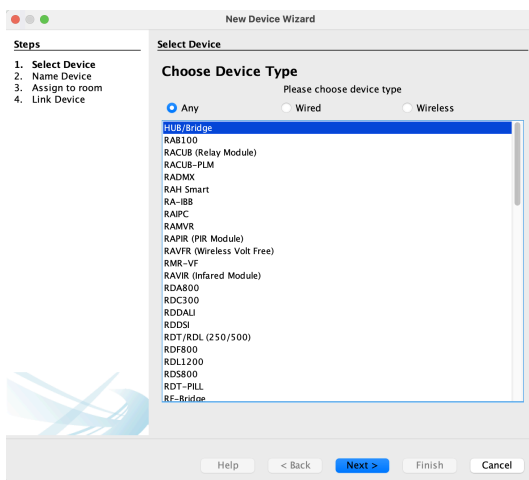 New Device Wizard
Steps
1. Select Device
2. Name Device
3. Assign to room
4. Link Device
Select Device
Choose Device Type
Please choose device type
Any Wired Wireless
HUB/Bridge
RAB100
RACUB (Relay Module)
RACUB-PLM
RADMX
RAH Smart
RA-IBB
RAIPC
RAMVR
RAPIR (PIR Module)
RAVFR (Wireless Volt Free)
RMR-VF
RAVIR (Infared Module)
RDA800
RDC300
RDDALI
RDDSI
RDT/RDL (250/500)
RDF800
RDL1200
RDS800
RDT-PILL
RF-Bridge
Help < Back Next > Finish Cancel